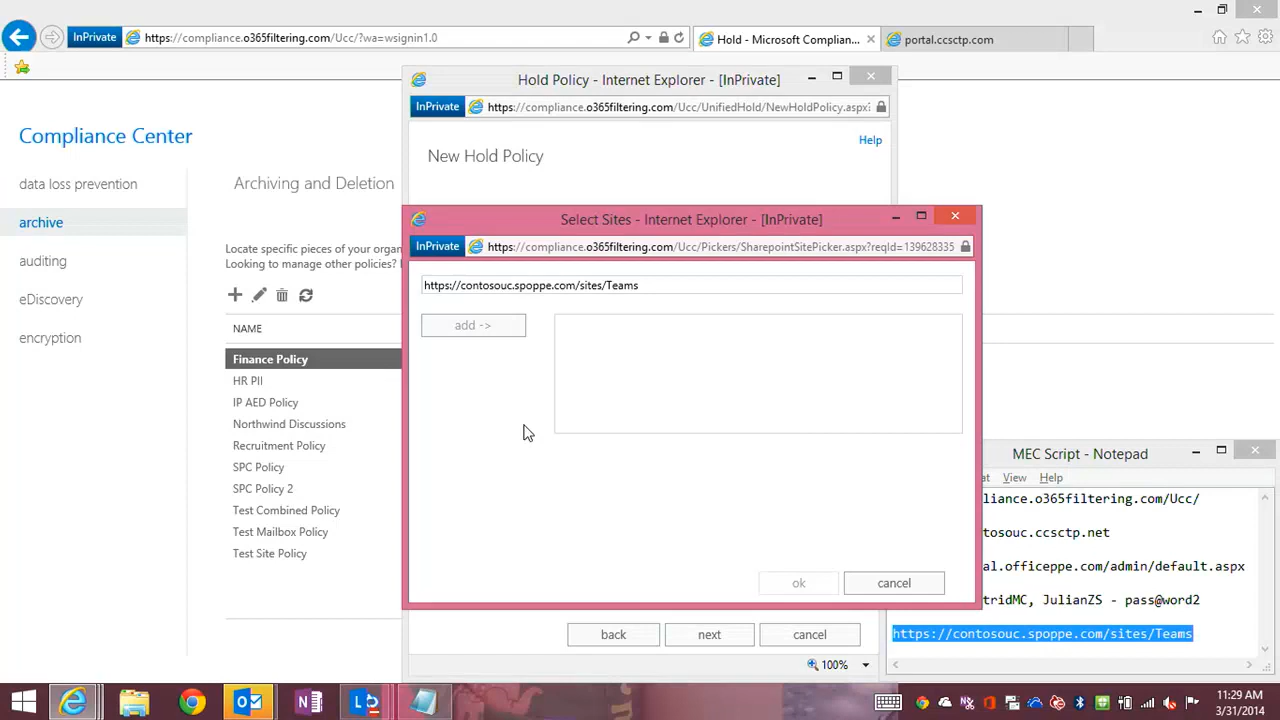 InPrivate
https://compliance.o365filtering.com/Ucc/?wa=wsignin1.0
Hold - Microsoft Complian...
portal.ccsctp.com
Hold Policy - Internet Explorer - [InPrivate]
InPrivate
https://compliance.o365filtering.com/Ucc/UnifiedHold/NewHoldPolicy.aspx
Help
New Hold Policy
Compliance Center
data loss prevention
archive
auditing
eDiscovery
encryption
Archiving and Deletion
Locate specific pieces of your organ
Looking to manage other policies?
NAME
Finance Policy
HR PII
IP AED Policy
Northwind Discussions
Recruitment Policy
SPC Policy
SPC Policy 2
Test Combined Policy
Test Mailbox Policy
Test Site Policy
Select Sites - Internet Explorer - [InPrivate]
InPrivate
https://compliance.o365filtering.com/Ucc/Pickers/SharepointSitePicker.aspx?reqId=139628335
https://contosouc.spoppe.com/sites/Teams
add ->
ok
cancel
back
next
cancel
100%
MEC Script - Notepad
at
View
Help
liance.o365filtering.com/Ucc/
tosouc.ccsctp.net
al.officeppe.com/admin/default.aspx
tridMC, JulianZS - pass@word2
https://contosouc.spoppe.com/sites/Teams
11:29 AM
3/31/2014